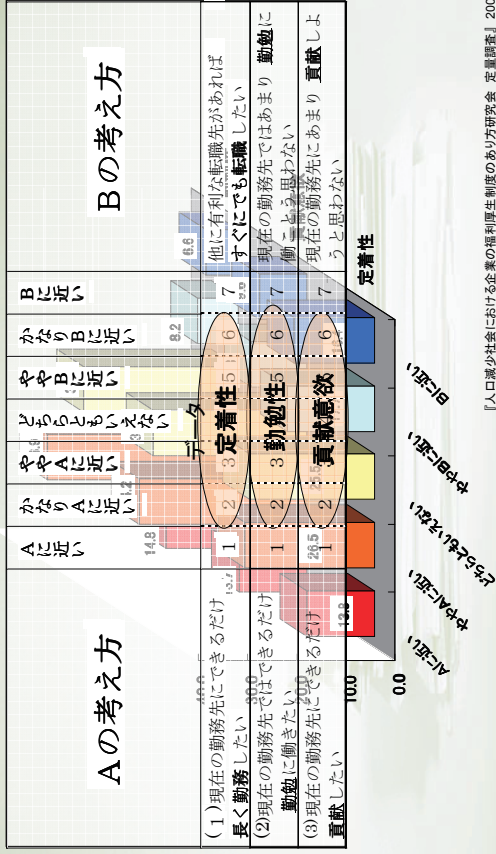 Aの考え方
Aに近い
かなりAに近い
ややAに近い
どちらともいえない
ややBに近い
かなりBに近い
Bに近い
Bの考え方
データ
(1)現在の勤務先にできるだけ
長く勤務したい
1 2 3 5 6 7
定着性
他に有利な転職先があれば
すぐにでも転職したい
(2)現在の勤務先ではできるだけ
勤勉に働きたい
1 2 3 5 6 7
勤勉性
現在の勤務先ではあまり 勤勉に
働こうと思わない
(3)現在の勤務先にできるだけ
貢献したい
1 2 6 7
貢献意欲
現在の勤務先にあまり 貢献しよ
うと思わない
14.8
26.5
13.9
8.2
6.6
30.0
10.0
0.0
Aに近い
ややAに近い
どちらともいえない
ややBに近い
Bに近い
定着性
『人口減少社会における企業の福利厚生制度のあり方研究会 定量調査』200